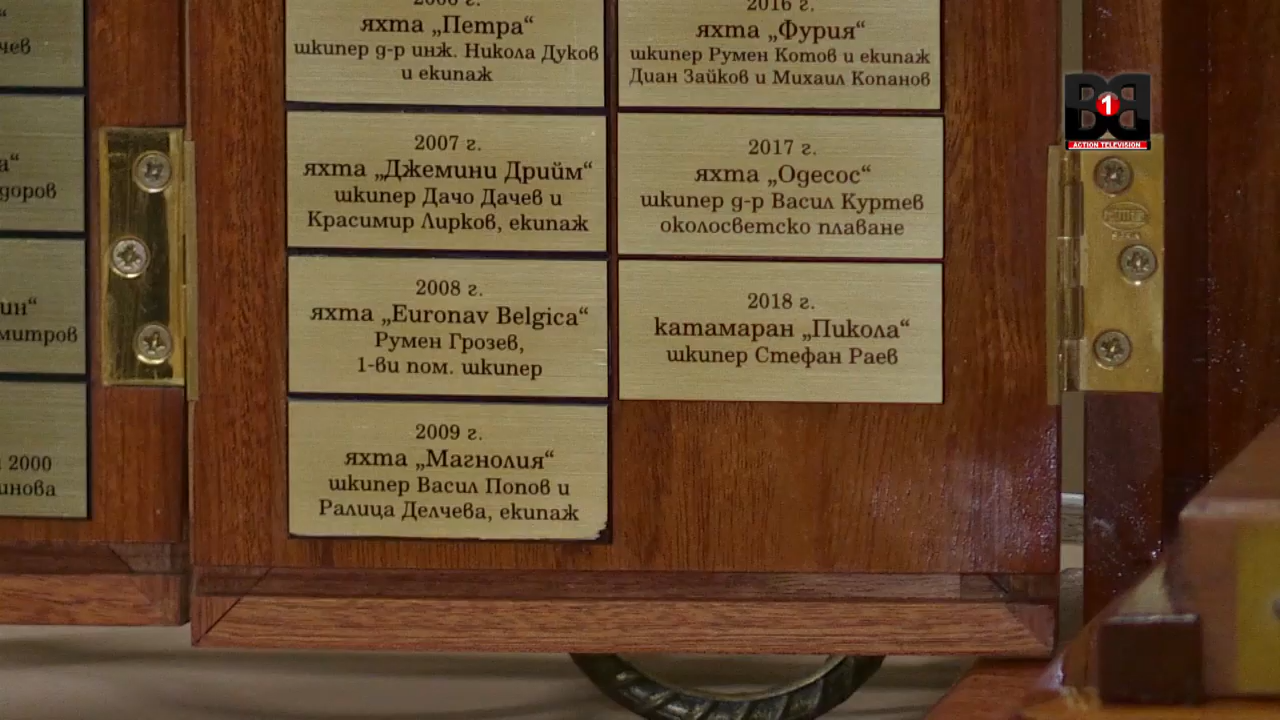 чев
а“
доров
ин“
митров
2000
инова
2006 г.
яхта „Петра“
шкипер д-р инж. Никола Дуков
и екипаж
2007 г.
яхта „Джемини Дрийм“
шкипер Дачо Дачев и
Красимир Лирков, екипаж
2008 г.
яхта „Euronav Belgica“
Румен Грозев,
1-ви пом. шкипер
2009 г.
яхта „Магнолия“
шкипер Васил Попов и
Ралица Делчева, екипаж
2016 г.
яхта „Фурия“
шкипер Румен Котов и екипаж
Диан Зайков и Михаил Копанов
2017 г.
яхта „Одесос“
шкипер д-р Васил Куртев
околосветско плаване
2018 г.
катамаран „Пикола“
шкипер Стефан Раев
BB1
ACTION TELEVISION